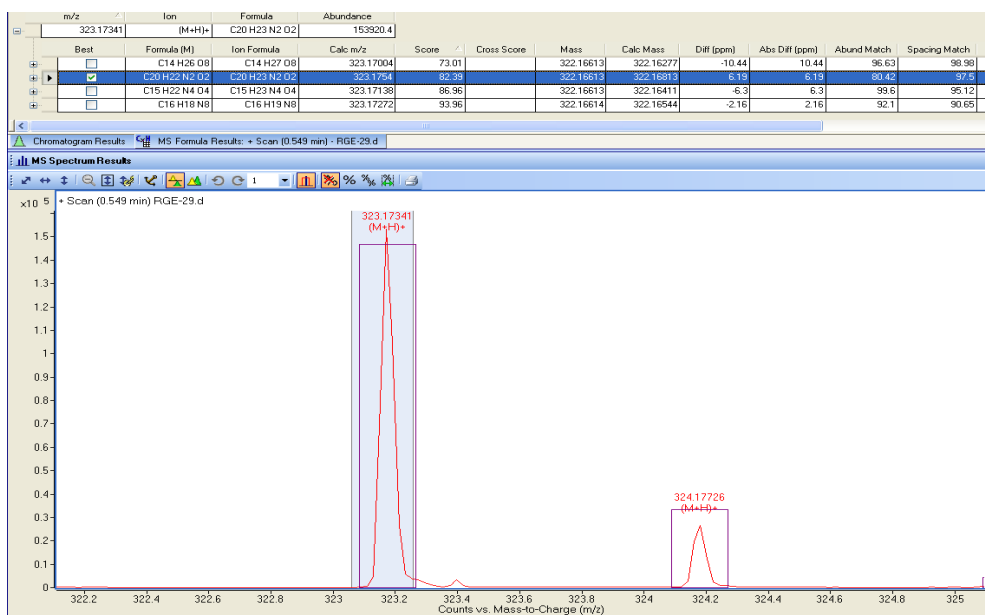 m/z Ion Formula Abundance
323.17341 (M+H)+ C20 H23 N2 O2 153920.4
Best Formula (M) Ion Formula Calc m/z Score Cross Score Mass Calc Mass Diff (ppm) Abs Diff (ppm) Abund Match Spacing Match
C14 H26 O8 C14 H27 O8 323.17004 73.01 322.16613 322.16277 -10.44 10.44 96.63 98.98
C20 H22 N2 O2 C20 H23 N2 O2 323.1754 82.39 322.16613 322.16813 6.19 6.19 80.42 97.5
C15 H22 N4 O4 C15 H23 N4 O4 323.17138 86.96 322.16613 322.16411 -6.3 6.3 99.6 95.12
C16 H18 N8 C16 H19 N8 323.17272 93.96 322.16614 322.16544 -2.16 2.16 92.1 90.65
Chromatogram Results MS Formula Results: + Scan (0.549 min) - RGE-29.d
MS Spectrum Results
1 % %
x10 5 + Scan (0.549 min) RGE-29.d
323.17341
(M+H)+
1.5
1.4
1.3
1.2
1.1
1
0.9
0.8
0.7
0.6
0.5
324.17726
(M+H)+
0.4
0.3
0.2
0.1
0
322.2 322.4 322.6 322.8 323 323.2 323.4 323.6 323.8 324 324.2 324.4 324.6 324.8 325
Counts vs. Mass-to-Charge (m/z)